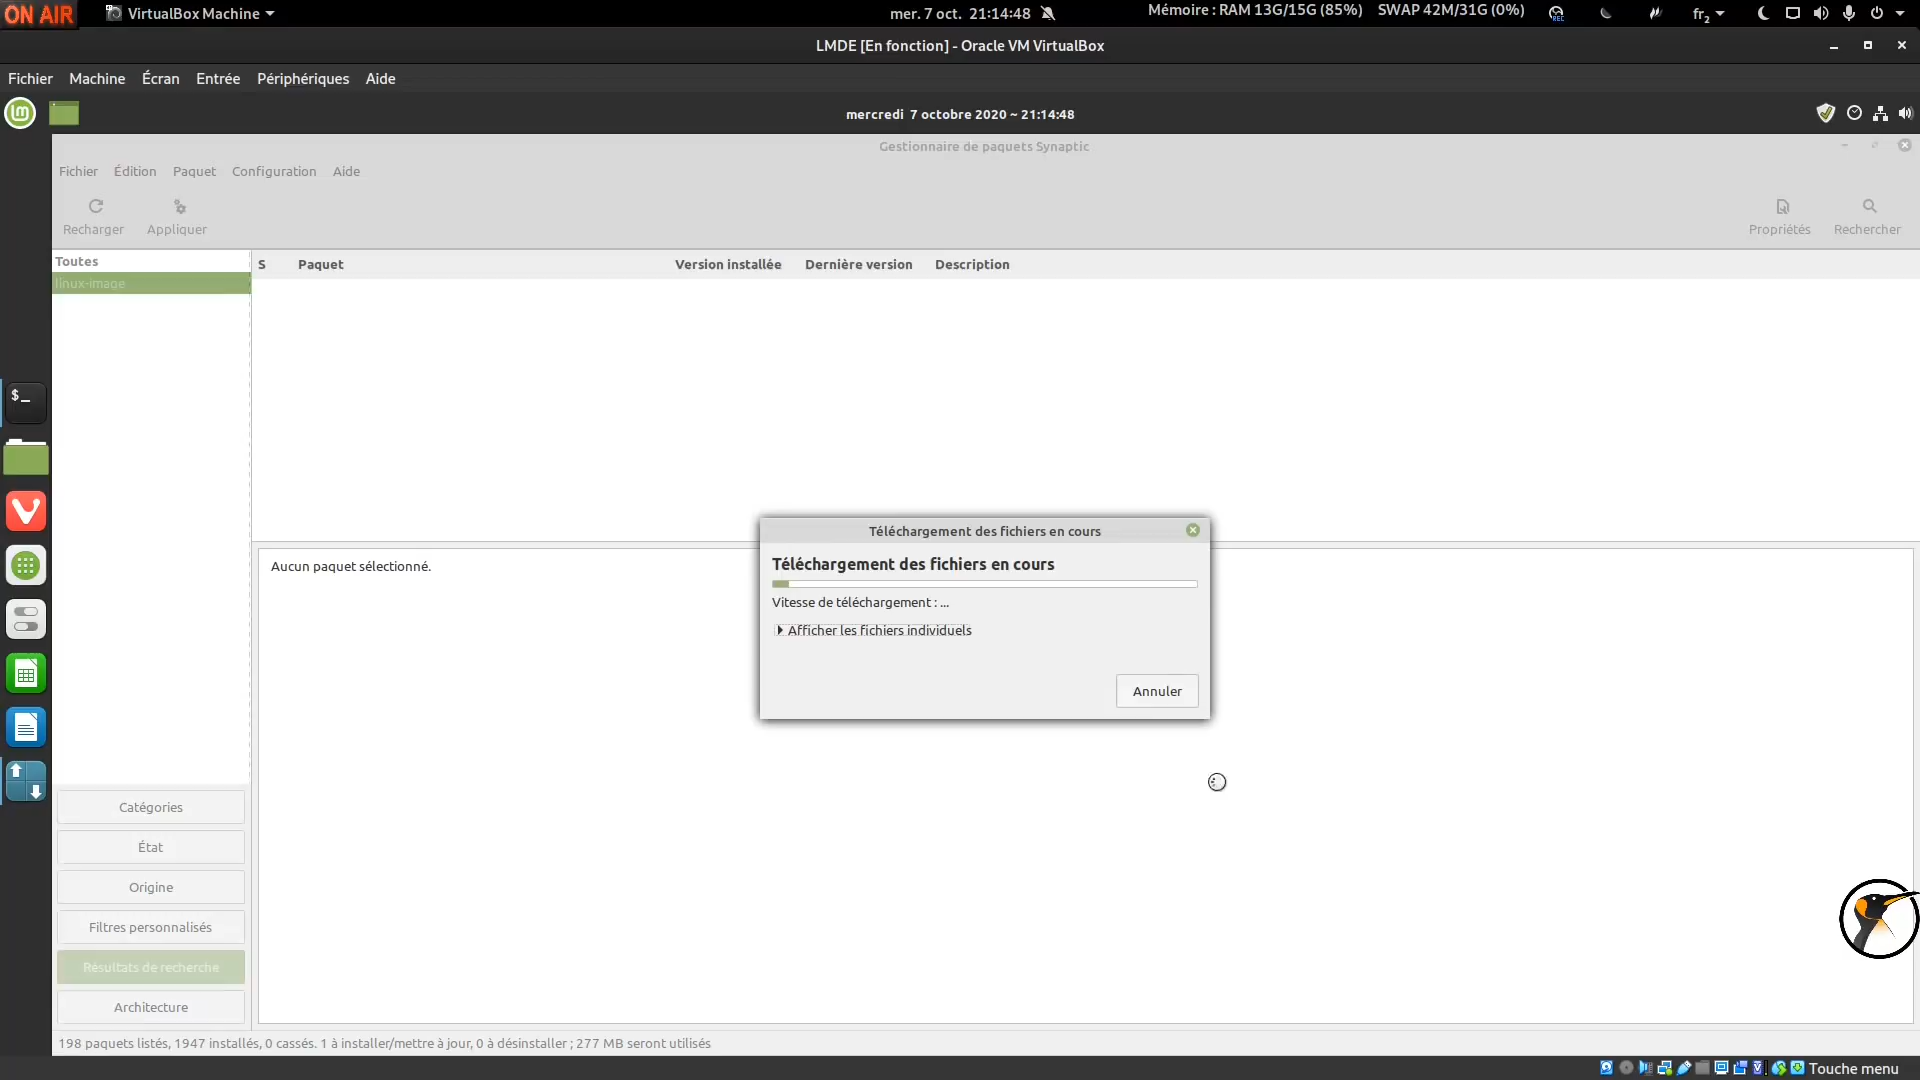 ON AIR
VirtualBox Machine
mer. 7 oct. 21:14:48
Mémoire : RAM 13G/15G (85%) SWAP 42M/31G (0%)
REC
fr₂
LMDE [En fonction] - Oracle VM VirtualBox
Fichier Machine Écran Entrée Périphériques Aide
mercredi 7 octobre 2020 ~ 21:14:48
Gestionnaire de paquets Synaptic
Fichier Édition Paquet Configuration Aide
Recharger Appliquer Propriétés Rechercher
Toutes
linux-image
S Paquet Version installée Dernière version Description
$_
Aucun paquet sélectionné.
Téléchargement des fichiers en cours
Téléchargement des fichiers en cours
Vitesse de téléchargement : ...
Afficher les fichiers individuels
Annuler
Catégories
État
Origine
Filtres personnalisés
Résultats de recherche
Architecture
198 paquets listés, 1947 installés, 0 cassés. 1 à installer/mettre à jour, 0 à désinstaller ; 277 MB seront utilisés
Touche menu